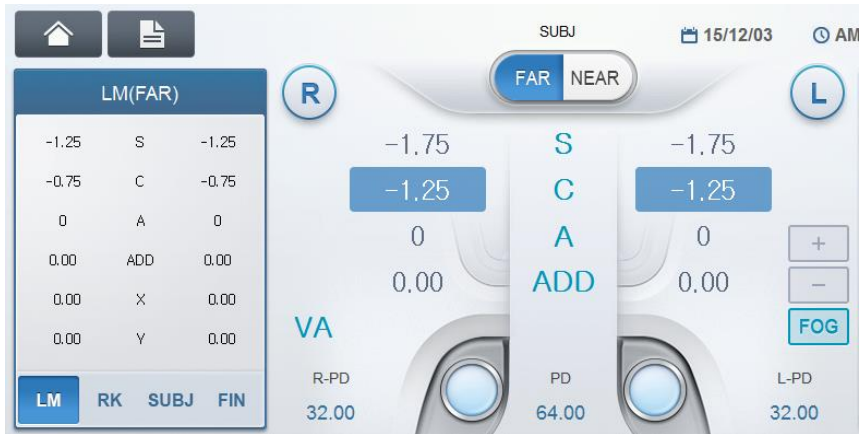 SUBJ 15/12/03 AM
FAR NEAR
R L
LM(FAR)
-1.25 S -1.25
-0.75 C -0.75
0 A 0
0.00 ADD 0.00
0.00 X 0.00
0.00 Y 0.00
LM RK SUBJ FIN
-1.75 S -1.75
-1.25 C -1.25
0 A 0
0.00 ADD 0.00
+
−
FOG
VA
R-PD PD L-PD
32.00 64.00 32.00